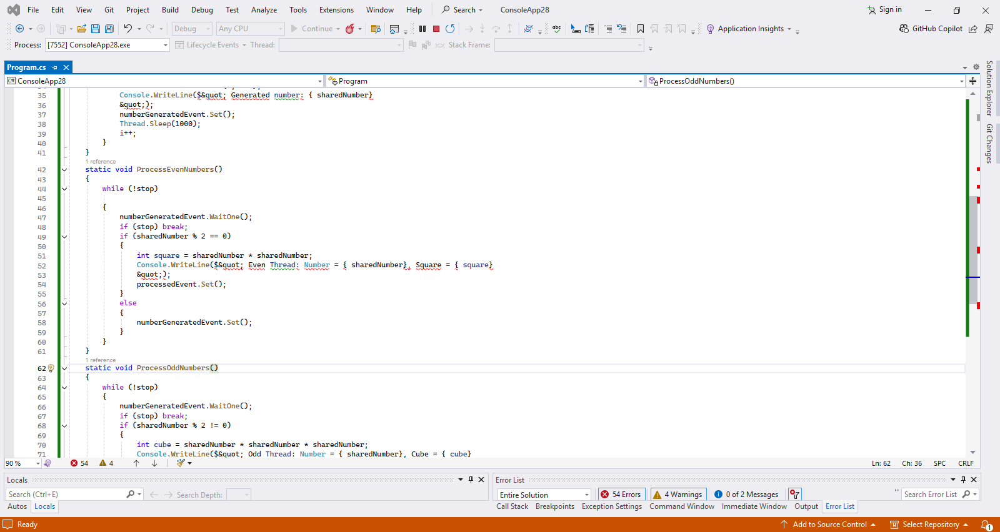 File Edit View Git Project Build Debug Test Analyze Tools Extensions Window Help Search ConsoleApp28 Sign in
Debug Any CPU Continue abc Application Insights GitHub Copilot
Process: [7552] ConsoleApp28.exe Lifecycle Events Thread: Stack Frame:
Program.cs
C# ConsoleApp28 Program ProcessOddNumbers()
35 Console.WriteLine($&quot; Generated number: { sharedNumber}
36 &quot;);
37 numberGeneratedEvent.Set();
38 Thread.Sleep(1000);
39 i++;
40 }
41 }
1 reference
42 static void ProcessEvenNumbers()
43 {
44 while (!stop)
45
46 {
47 numberGeneratedEvent.WaitOne();
48 if (stop) break;
49 if (sharedNumber % 2 == 0)
50 {
51 int square = sharedNumber * sharedNumber;
52 Console.WriteLine($&quot; Even Thread: Number = { sharedNumber}, Square = { square}
53 &quot;);
54 processedEvent.Set();
55 }
56 else
57 {
58 numberGeneratedEvent.Set();
59 }
60 }
61 }
1 reference
62 static void ProcessOddNumbers()
63 {
64 while (!stop)
65 {
66 numberGeneratedEvent.WaitOne();
67 if (stop) break;
68 if (sharedNumber % 2 != 0)
69 {
70 int cube = sharedNumber * sharedNumber * sharedNumber;
71 Console.WriteLine($&quot; Odd Thread: Number = { sharedNumber}, Cube = { cube}
90 % 54 4 Ln: 62 Ch: 36 SPC CRLF
Solution Explorer
Git Changes
Locals
Search (Ctrl+E) Search Depth:
Autos Locals
Error List
Entire Solution 54 Errors 4 Warnings 0 of 2 Messages Search Error List
Call Stack Breakpoints Exception Settings Command Window Immediate Window Output Error List
Ready Add to Source Control Select Repository 1